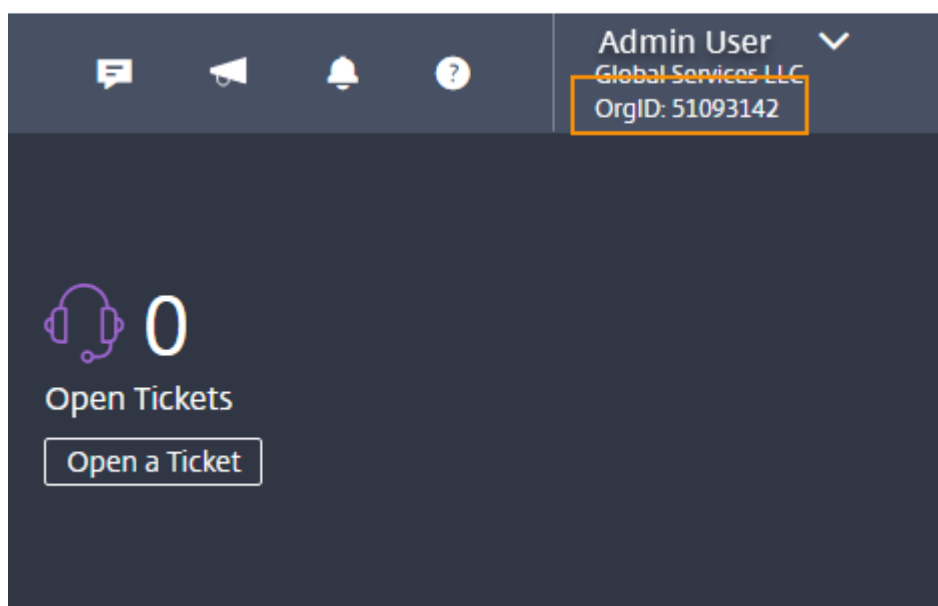 Admin User
Global Services LLC
OrgID: 51093142
?
0
Open Tickets
Open a Ticket